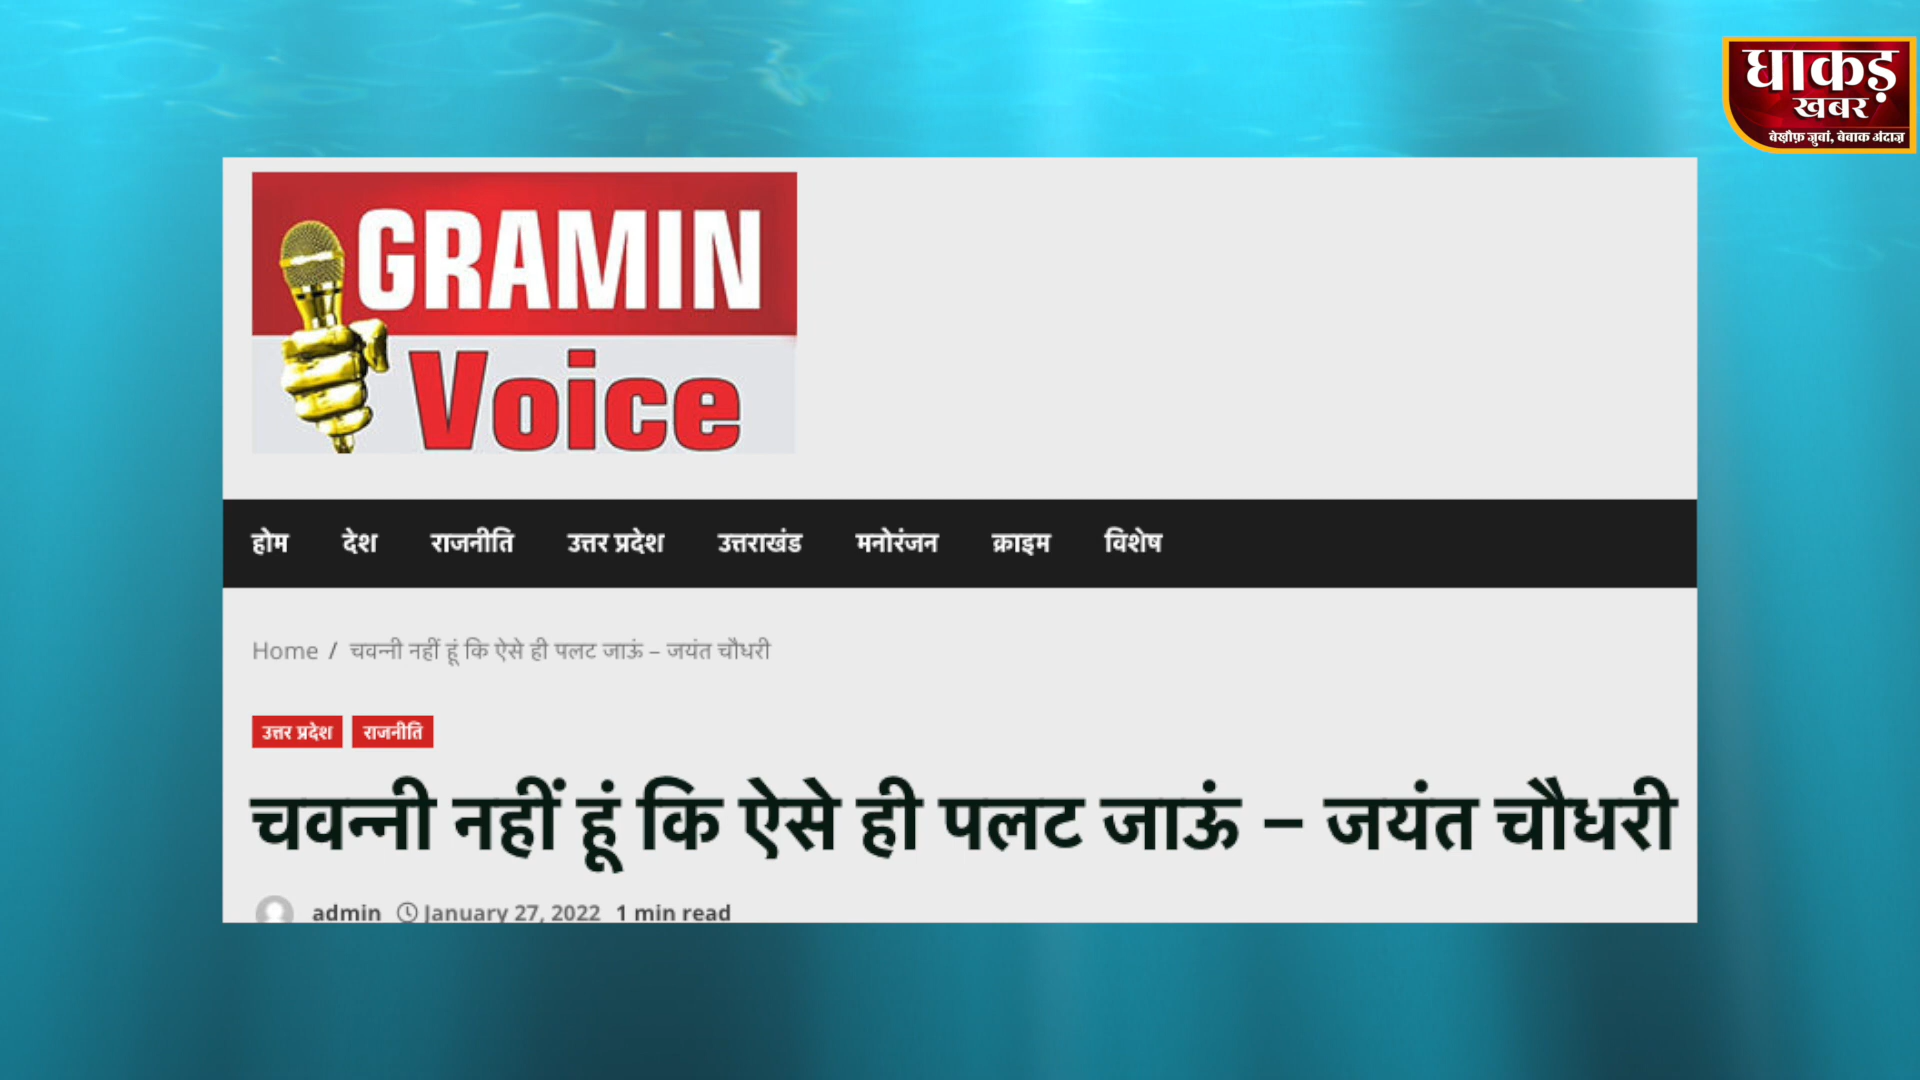 धाकड़
खबर
बेख़ौफ़ जुबां, बेबाक अंदाज़
GRAMIN
Voice
होम देश राजनीति उत्तर प्रदेश उत्तराखंड मनोरंजन क्राइम विशेष
Home / चवन्नी नहीं हूं कि ऐसे ही पलट जाऊं – जयंत चौधरी
उत्तर प्रदेश राजनीति
चवन्नी नहीं हूं कि ऐसे ही पलट जाऊं – जयंत चौधरी
admin January 27, 2022 1 min read